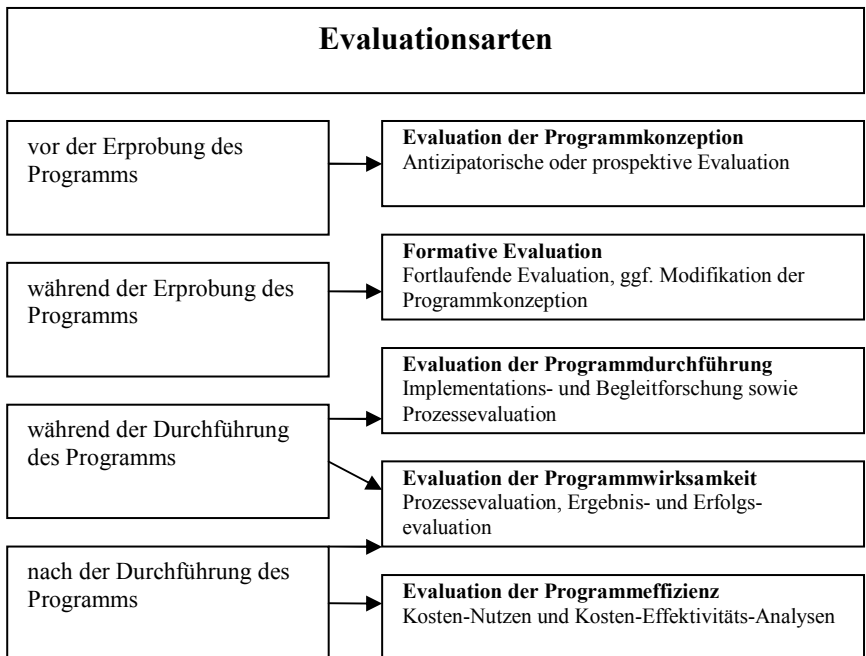 Evaluationsarten
vor der Erprobung des
Programms
Evaluation der Programmkonzeption
Antizipatorische oder prospektive Evaluation
während der Erprobung des
Programms
Formative Evaluation
Fortlaufende Evaluation, ggf. Modifikation der
Programmkonzeption
während der Durchführung
des Programms
Evaluation der Programmdurchführung
Implementations- und Begleitforschung sowie
Prozessevaluation
Evaluation der Programmwirksamkeit
Prozessevaluation, Ergebnis- und Erfolgs-
evaluation
nach der Durchführung des
Programms
Evaluation der Programmeffizienz
Kosten-Nutzen und Kosten-Effektivitäts-Analysen